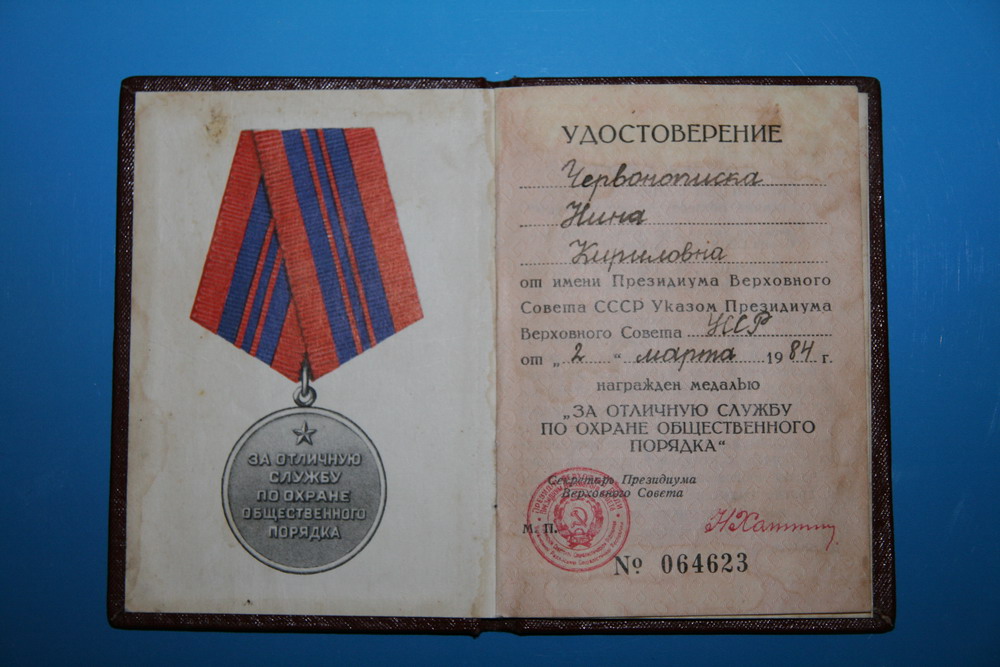 ЗА ОТЛИЧНУЮ
СЛУЖБУ
ПО ОХРАНЕ
ОБЩЕСТВЕННОГО
ПОРЯДКА
УДОСТОВЕРЕНИЕ
Червонописка
Нина
Кириловна
от имени Президиума Верховного
Совета СССР Указом Президиума
Верховного Совета УССР
от „2“ марта 1984 г.
награжден медалью
„ЗА ОТЛИЧНУЮ СЛУЖБУ
ПО ОХРАНЕ ОБЩЕСТВЕННОГО
ПОРЯДКА“
Секретарь Президиума
Верховного Совета
М. П.
№ 064623